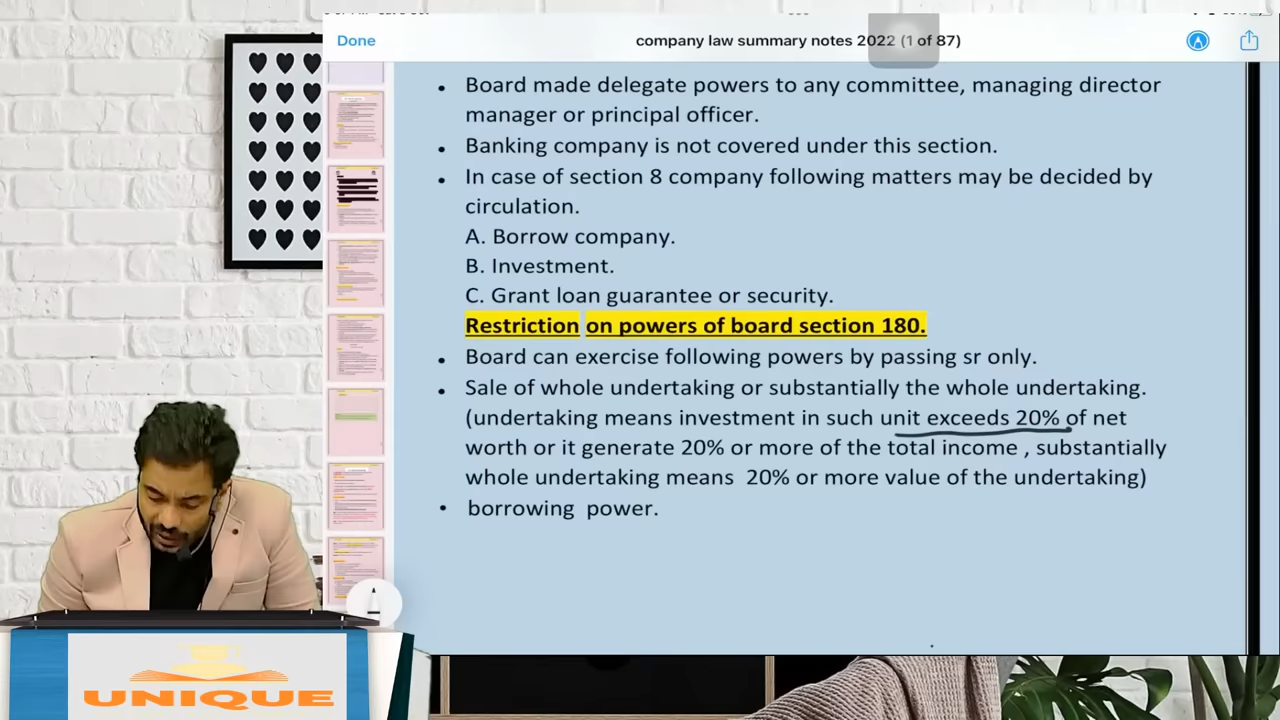 Done
company law summary notes 2022 (1 of 87)
• Board made delegate powers to any committee, managing director
manager or principal officer.
• Banking company is not covered under this section.
• In case of section 8 company following matters may be decided by
circulation.
A. Borrow company.
B. Investment.
C. Grant loan guarantee or security.
Restriction on powers of board section 180.
• Board can exercise following powers by passing sr only.
• Sale of whole undertaking or substantially the whole undertaking.
(undertaking means investment in such unit exceeds 20% of net
worth or it generate 20% or more of the total income , substantially
whole undertaking means 20% or more value of the undertaking)
• borrowing power.
UNIQUE